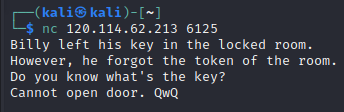 ┌──(kali㉿kali)-[~]
└─$ nc 120.114.62.213 6125
Billy left his key in the locked room.
However, he forgot the token of the room.
Do you know what's the key?
Cannot open door. QwQ